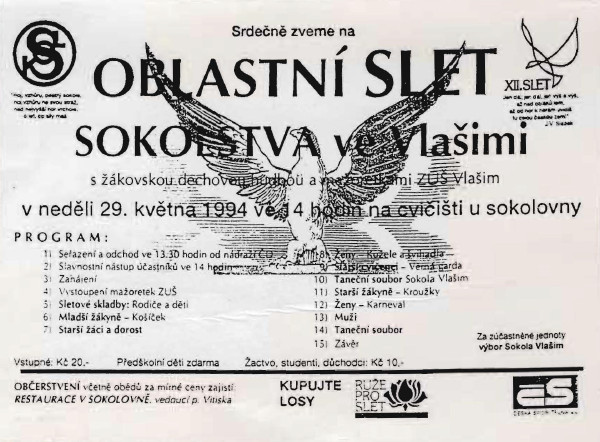 Srdečně zveme na
OBLASTNÍ SLET
XII. SLET
SOKOLSTVA ve Vlašimi
s žákovskou dechovou hudbou a mažoretkami ZUŠ Vlašim
v neděli 29. května 1994 ve 14 hodin na cvičišti u sokolovny
PROGRAM:
1) Seřazení a odchod ve 13.30 hodin od nádraží ČD
2) Slavnostní nástup účastníků ve 14 hodin
3) Zahájení
4) Vystoupení mažoretek ZUŠ
5) Sletové skladby: Rodiče a děti
6) Mladší žákyně – Košíček
7) Starší žáci a dorost
8) Ženy – Kužele a švihadla
9) Starší cvičenci – Věrná garda
10) Taneční soubor Sokola Vlašim
11) Starší žákyně – Kroužky
12) Ženy – Karneval
13) Muži
14) Taneční soubor
15) Závěr
Za zúčastněné jednoty
výbor Sokola Vlašim
Vstupné: Kč 20,- Předškolní děti zdarma Žactvo, studenti, důchodci: Kč 10,-
OBČERSTVENÍ včetně obědů za mírné ceny zajistí:
RESTAURACE V SOKOLOVNĚ, vedoucí p. Vitiska
KUPUJTE
LOSY
RŮŽE
PRO
SLET
ČS